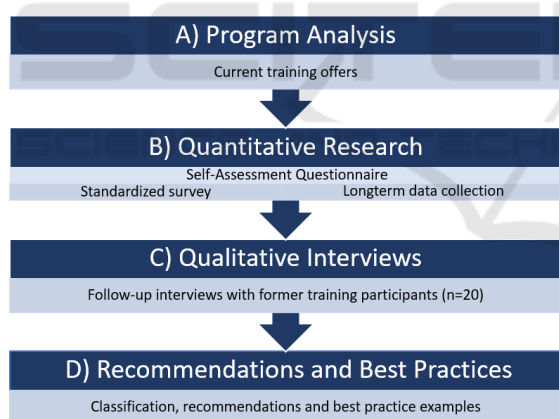 A) Program Analysis
Current training offers
B) Quantitative Research
Self-Assessment Questionnaire
Standardized survey Longterm data collection
C) Qualitative Interviews
Follow-up interviews with former training participants (n=20)
D) Recommendations and Best Practices
Classification, recommendations and best practice examples